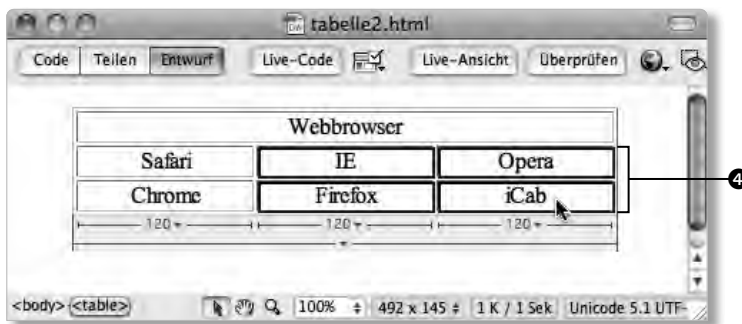 tabelle2.html
Code Teilen Entwurf Live-Code Live-Ansicht Überprüfen
Webbrowser
Safari IE Opera
Chrome Firefox iCab
120 120 120
4
<body> <table> 100% 492 x 145 1 K / 1 Sek Unicode 5.1 UTF-